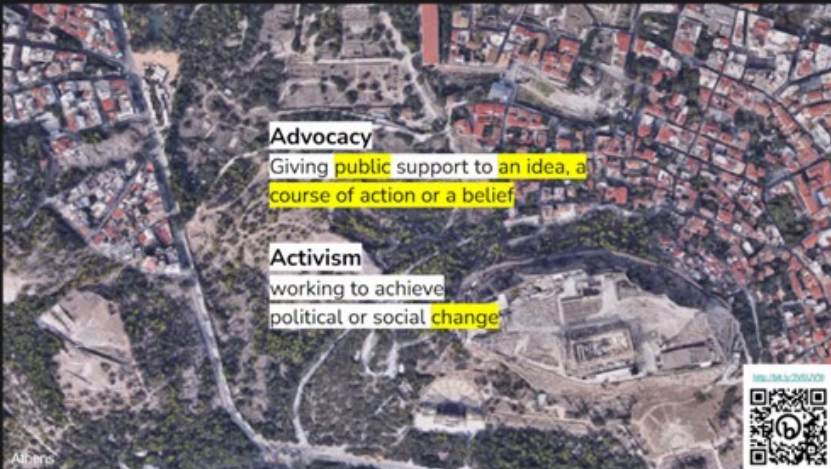 Advocacy
Giving public support to an idea, a
course of action or a belief
Activism
working to achieve
political or social change
Athens